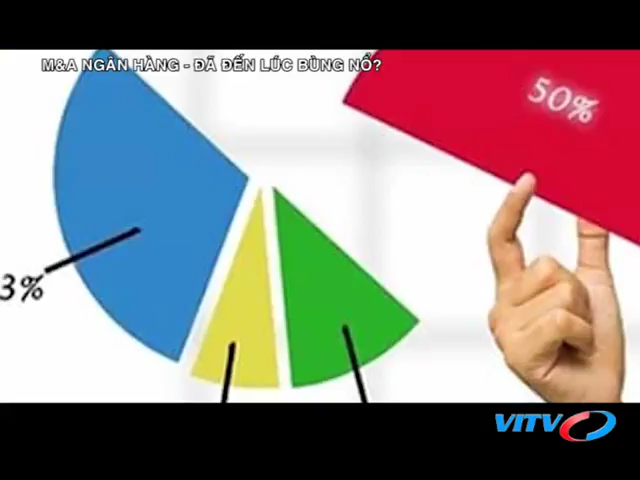 M&A NGÂN HÀNG - ĐÃ ĐẾN LÚC BÙNG NỔ?
50%
3%
VITV